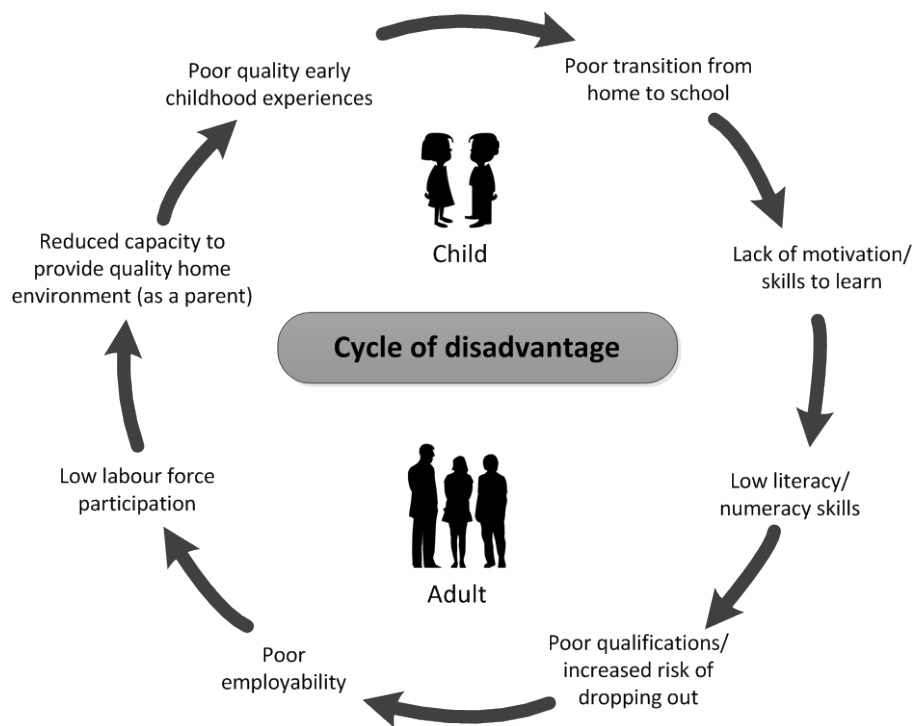 Poor quality early
childhood experiences
Poor transition from
home to school
Lack of motivation/
skills to learn
Low literacy/
numeracy skills
Poor qualifications/
increased risk of
dropping out
Poor
employability
Low labour force
participation
Reduced capacity to
provide quality home
environment (as a parent)
Child
Cycle of disadvantage
Adult